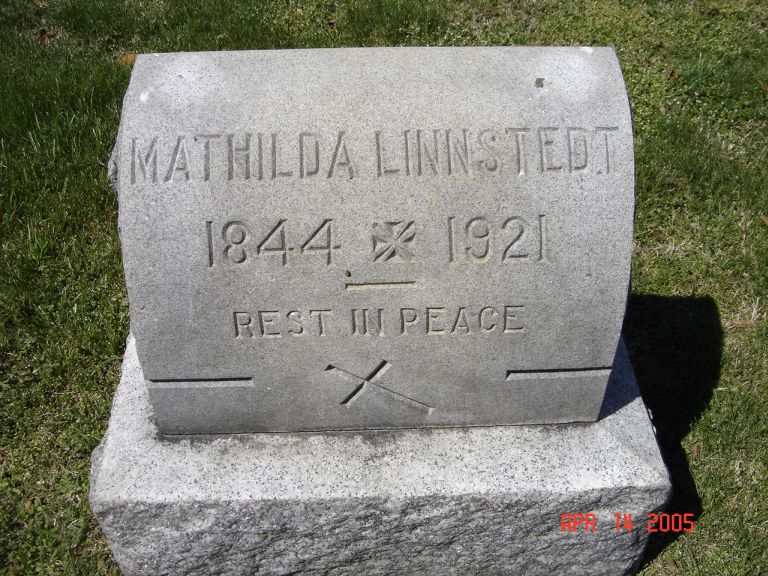 MATHILDA LINNSTEDT
1844 1921
REST IN PEACE
APR 14 2005